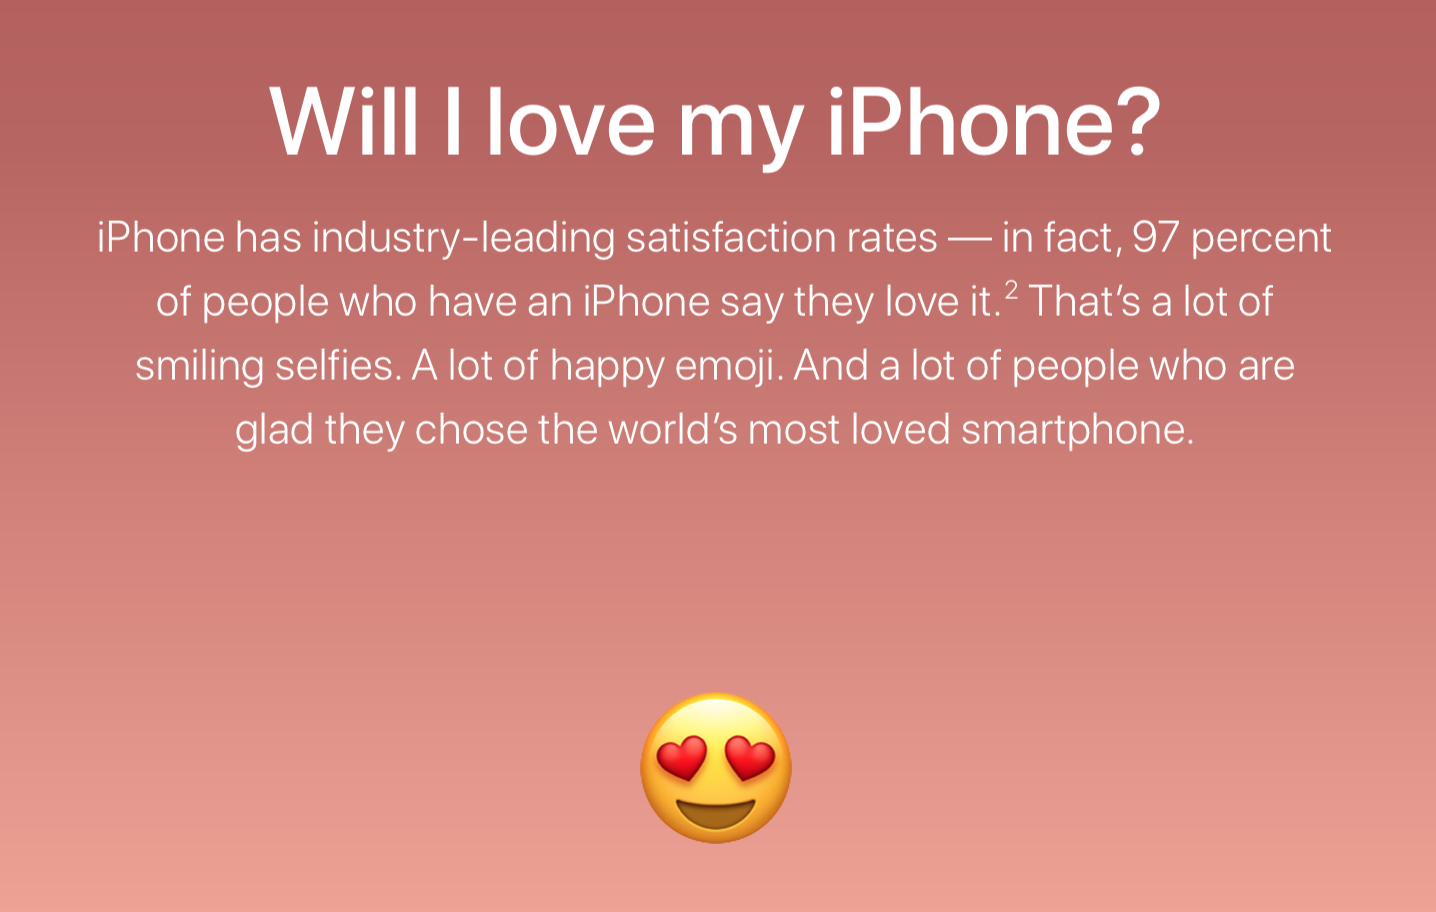 Will I love my iPhone?
iPhone has industry-leading satisfaction rates — in fact, 97 percent
of people who have an iPhone say they love it.² That’s a lot of
smiling selfies. A lot of happy emoji. And a lot of people who are
glad they chose the world’s most loved smartphone.